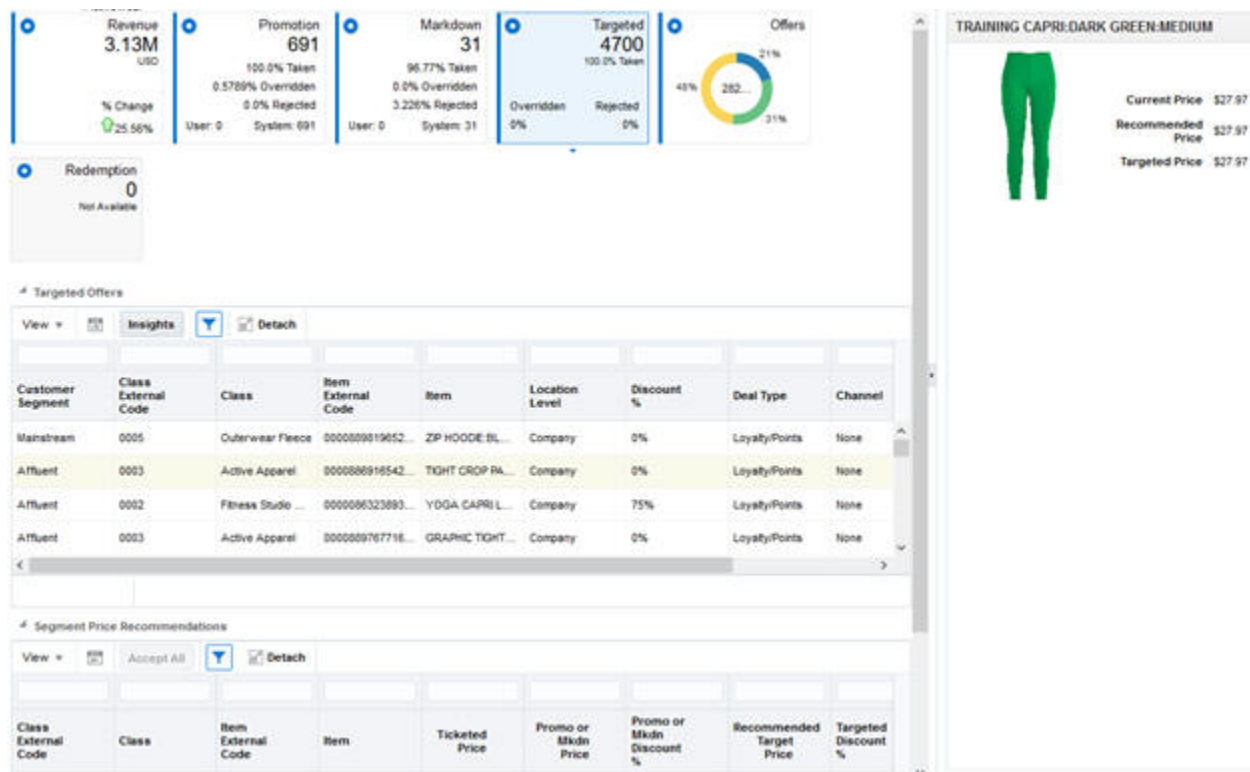 Revenue
3.13M
USD
% Change
25.56%
Promotion
691
100.0% Taken
0.5789% Overridden
0.0% Rejected
User: 0 System: 691
Markdown
31
96.77% Taken
0.0% Overridden
3.226% Rejected
User: 0 System: 31
Targeted
4700
100.0% Taken
Overridden Rejected
0% 0%
Offers
21%
48%
282...
31%
Redemption
0
Not Available
Targeted Offers
View Insights Detach
Customer Segment Class External Code Class Item External Code Item Location Level Discount % Deal Type Channel
Mainstream 0005 Outerwear Fleece 0000889819652... ZIP HOODE:BL... Company 0% Loyalty/Points None
Affluent 0003 Active Apparel 0000886916542... TIGHT CROP PA... Company 0% Loyalty/Points None
Affluent 0002 Fitness Studio ... 0000086323893... YOGA CAPRI L... Company 75% Loyalty/Points None
Affluent 0003 Active Apparel 0000889767716... GRAPHIC TIGHT... Company 0% Loyalty/Points None
Segment Price Recommendations
View Accept All Detach
Class External Code Class Item External Code Item Ticketed Price Promo or Mkdn Price Promo or Mkdn Discount % Recommended Target Price Targeted Discount %
TRAINING CAPRI:DARK GREEN:MEDIUM
Current Price $27.97
Recommended Price $27.97
Targeted Price $27.97